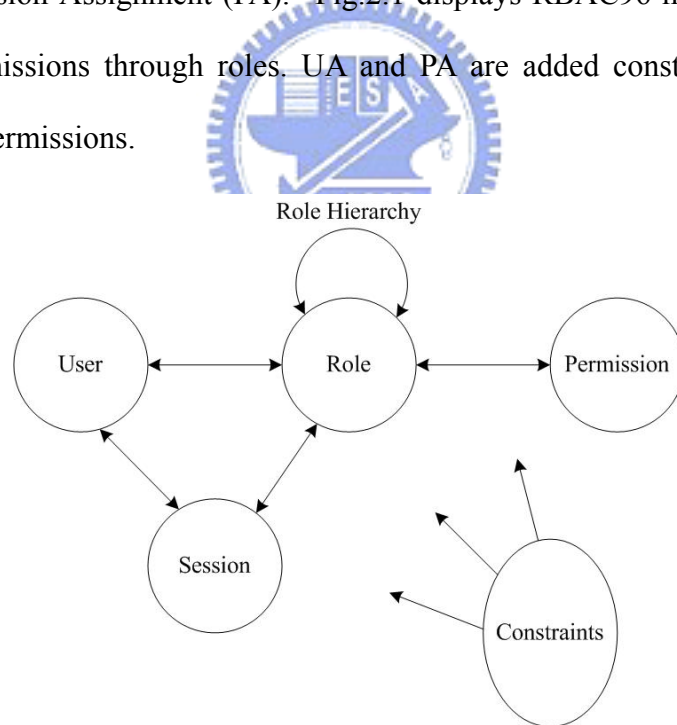 sion Assignment (PA). Fig.2.1 displays RBAC96 m
nissions through roles. UA and PA are added const
ermissions.
E S A
Role Hierarchy
User
Role
Permission
Session
Constraints